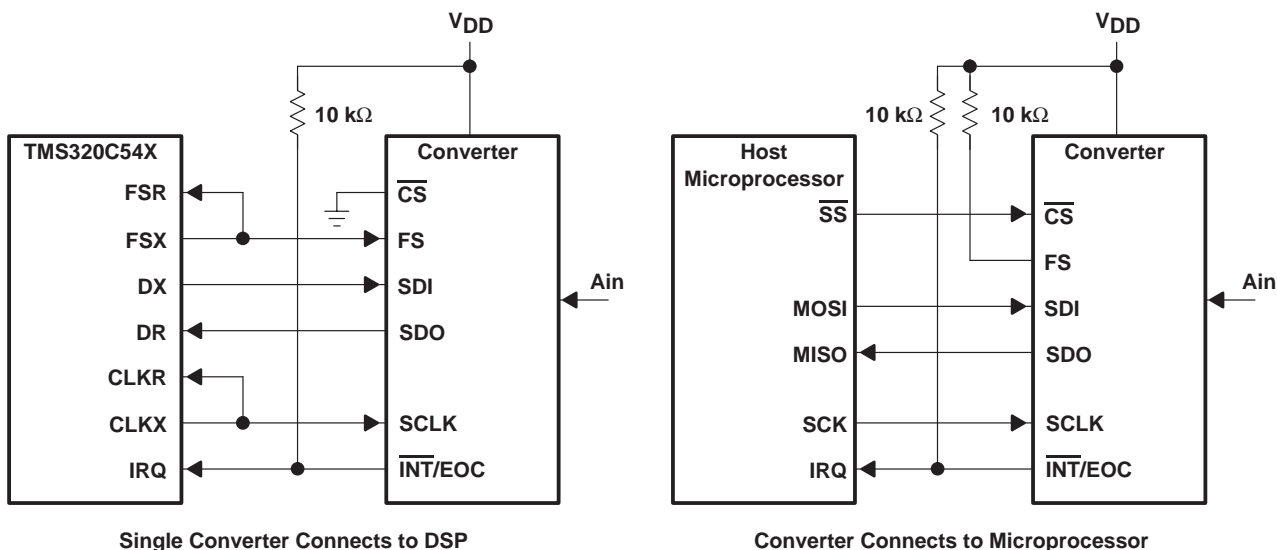 VDD
10 kΩ
TMS320C54X
Converter
FSR
CS
FSX
FS
DX
SDI
Ain
DR
SDO
CLKR
CLKX
SCLK
IRQ
INT/EOC
Single Converter Connects to DSP
VDD
10 kΩ
10 kΩ
Host
Microprocessor
Converter
SS
CS
FS
Ain
MOSI
SDI
MISO
SDO
SCK
SCLK
IRQ
INT/EOC
Converter Connects to Microprocessor